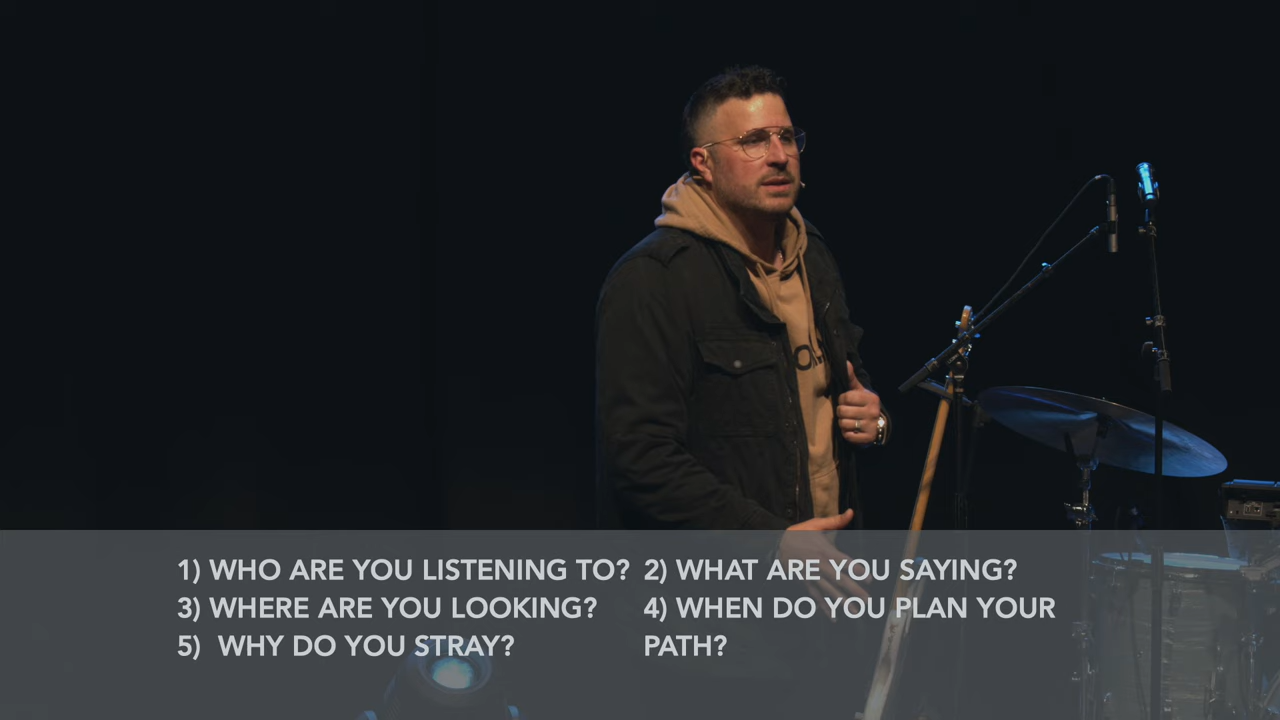 1) WHO ARE YOU LISTENING TO? 2) WHAT ARE YOU SAYING?
3) WHERE ARE YOU LOOKING? 4) WHEN DO YOU PLAN YOUR
5) WHY DO YOU STRAY? PATH?